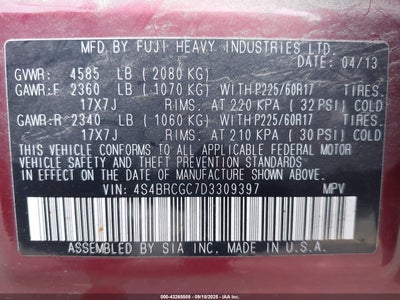 MFD. BY FUJI HEAVY INDUSTRIES LTD.
DATE: 04/13
GVWR: 4585 LB ( 2080 KG)
GAWR:F 2360 LB ( 1070 KG) WITH P225/60R17 TIRES.
17X7J RIMS. AT 220 KPA ( 32 PSI) COLD
GAWR:R 2340 LB ( 1060 KG) WITH P225/60R17 TIRES.
17X7J RIMS. AT 210 KPA ( 30 PSI) COLD
THIS VEHICLE CONFORMS TO ALL APPLICABLE FEDERAL MOTOR
VEHICLE SAFETY AND THEFT PREVENTION STANDARDS
IN EFFECT ON THE DATE OF MANUFACTURE SHOWN ABOVE.
VIN: 4S4BRCGC7D3309397 MPV
ASSEMBLED BY SIA INC. IN U.S.A.
000-43265505 - 09/18/2025 - IAAI.COM